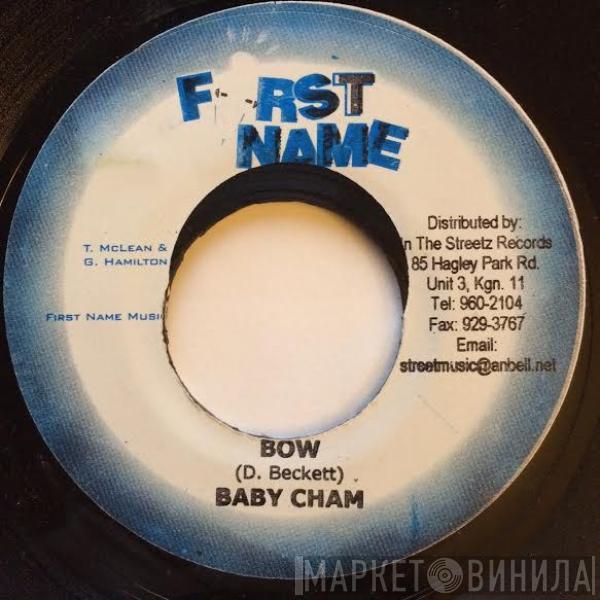 FIRST
NAME
T. MCLEAN &
G. HAMILTON
FIRST NAME MUSIC
Distributed by:
In The Streetz Records
85 Hagley Park Rd.
Unit 3, Kgn. 11
Tel: 960-2104
Fax: 929-3767
Email:
streetmusic@anbell.net
BOW
(D. Beckett)
BABY CHAM
МАРКЕТ ВИНИЛА